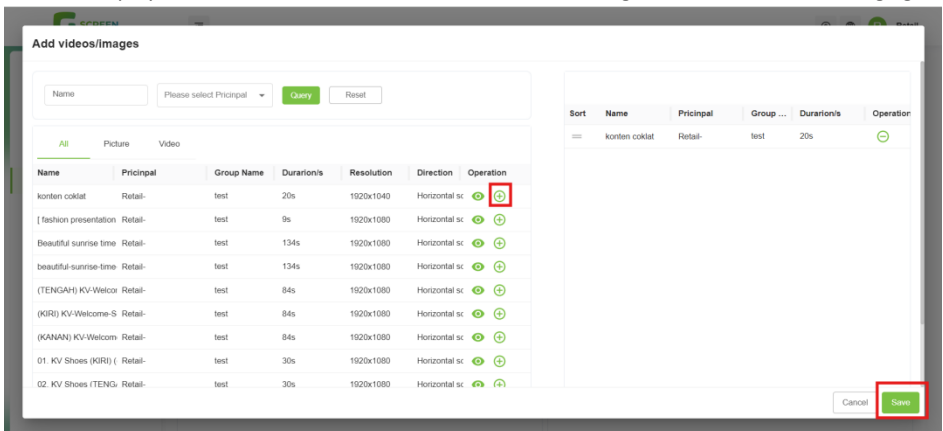 SCREEN
Retail
Add videos/images
Name
Please select Pricinpal
Query
Reset
All Picture Video
Name Pricinpal Group Name Durarion/s Resolution Direction Operation
konten coklat Retail- test 20s 1920x1040 Horizontal sc
[ fashion presentation Retail- test 9s 1920x1080 Horizontal sc
Beautiful sunrise time Retail- test 134s 1920x1080 Horizontal sc
beautiful-sunrise-time- Retail- test 134s 1920x1080 Horizontal sc
(TENGAH) KV-Welcor Retail- test 84s 1920x1080 Horizontal sc
(KIRI) KV-Welcome-S Retail- test 84s 1920x1080 Horizontal sc
(KANAN) KV-Welcom Retail- test 84s 1920x1080 Horizontal sc
01. KV Shoes (KIRI) ( Retail- test 30s 1920x1080 Horizontal sc
02. KV Shoes (TENG Retail- test 30s 1920x1080 Horizontal sc
Sort Name Pricinpal Group ... Durarion/s Operation
konten coklat Retail- test 20s
Cancel Save